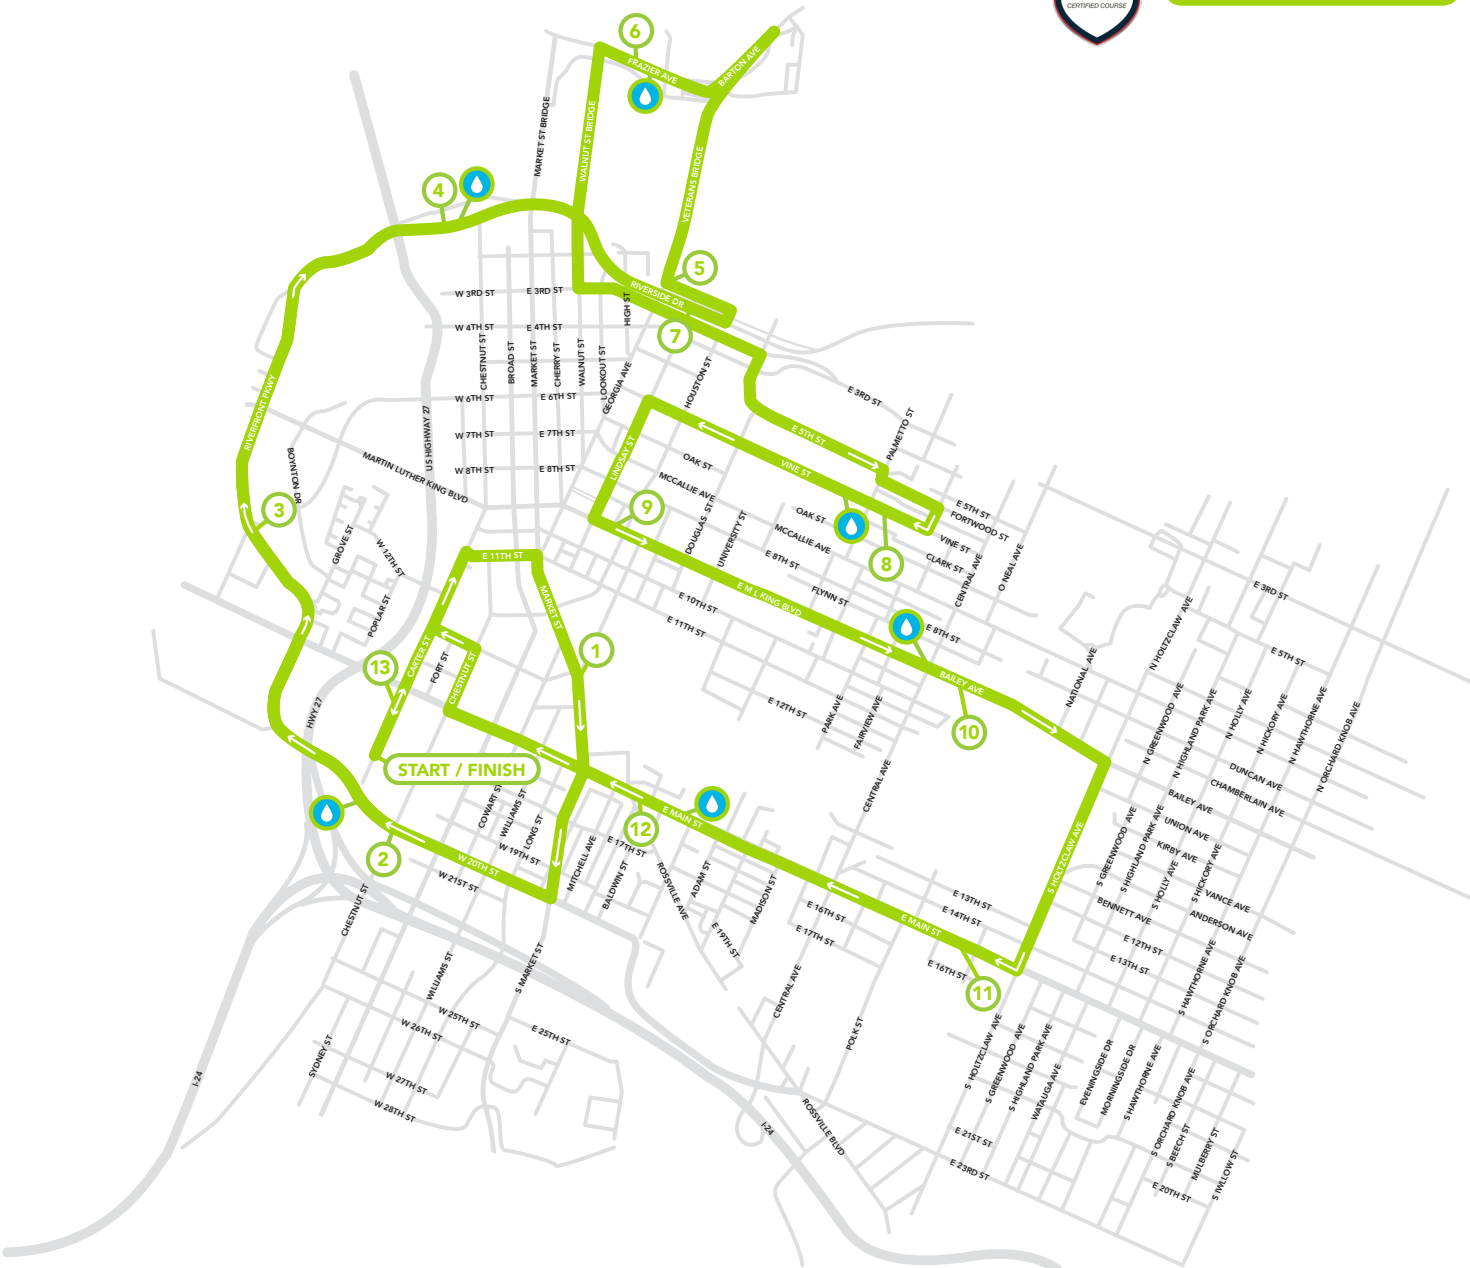 CERTIFIED COURSE
6
FRAZIER AVE
BARTON AVE
MARKET ST BRIDGE
WALNUT ST BRIDGE
VETERANS BRIDGE
4
5
W 3RD ST
E 3RD ST
RIVERSIDE DR
HIGH ST
W 4TH ST
E 4TH ST
7
CHESTNUT ST
BROAD ST
MARKET ST
CHERRY ST
WALNUT ST
LOOKOUT ST
GEORGIA AVE
HOUSTON ST
E 3RD ST
W 6TH ST
E 6TH ST
RIVERFRONT PKWY
US HIGHWAY 27
W 7TH ST
E 7TH ST
E 5TH ST
PALMETTO ST
LINDSAY ST
VINE ST
W 8TH ST
E 8TH ST
OAK ST
MCCALLIE AVE
BOYNTON DR
MARTIN LUTHER KING BLVD
3
9
DOUGLAS ST
UNIVERSITY ST
OAK ST
MCCALLIE AVE
E 5TH ST
FORTWOOD ST
VINE ST
CLARK ST
8
CENTRAL AVE
O NEAL AVE
GROVE ST
W 12TH ST
E 11TH ST
E 8TH ST
FLYNN ST
E M L KING BLVD
MARKET ST
POPLAR ST
E 10TH ST
E 11TH ST
E 8TH ST
E 3RD ST
N HOLTZCLAW AVE
E 5TH ST
1
13
CARTER ST
FORT ST
CHESTNUT ST
BAILEY AVE
NATIONAL AVE
HWY 27
E 12TH ST
PARK AVE
FAIRVIEW AVE
10
N GREENWOOD AVE
N HIGHLAND PARK AVE
N HOLLY AVE
N HICKORY AVE
N HAWTHORNE AVE
N ORCHARD KNOB AVE
START / FINISH
CENTRAL AVE
DUNCAN AVE
CHAMBERLAIN AVE
BAILEY AVE
UNION AVE
KIRBY AVE
COWART ST
WILLIAMS ST
LONG ST
12
E MAIN ST
2
W 19TH ST
W 20TH ST
W 21ST ST
MITCHELL AVE
E 17TH ST
BALDWIN ST
ROSSVILLE AVE
ADAM ST
MADISON ST
E 19TH ST
S HOLTZCLAW AVE
S GREENWOOD AVE
S HIGHLAND PARK AVE
S HOLLY AVE
S HICKORY AVE
VANCE AVE
ANDERSON AVE
BENNETT AVE
E 12TH ST
E 13TH ST
E 13TH ST
E 14TH ST
E MAIN ST
E 16TH ST
E 17TH ST
E 16TH ST
11
CHESTNUT ST
WILLIAMS ST
S MARKET ST
CENTRAL AVE
POLK ST
S HAWTHORNE AVE
S ORCHARD KNOB AVE
W 25TH ST
W 26TH ST
E 25TH ST
SYDNEY ST
W 27TH ST
W 28TH ST
I-24
I-24
ROSSVILLE BLVD
S HOLTZCLAW AVE
S GREENWOOD AVE
S HIGHLAND PARK AVE
WATAUGA AVE
EVENINGSIDE DR
MORNINGSIDE DR
S HAWTHORNE AVE
S ORCHARD KNOB AVE
S BEECH ST
MULBERRY ST
S IWLLOW ST
E 21ST ST
E 23RD ST
E 20TH ST